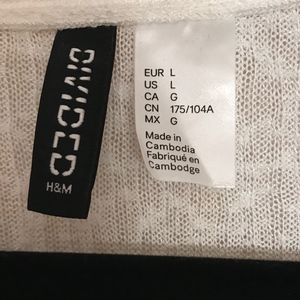 DIVIDED
H&M
EUR L
US L
CA G
CN 175/104A
MX G
Made in
Cambodia
Fabriqué en
Cambodge